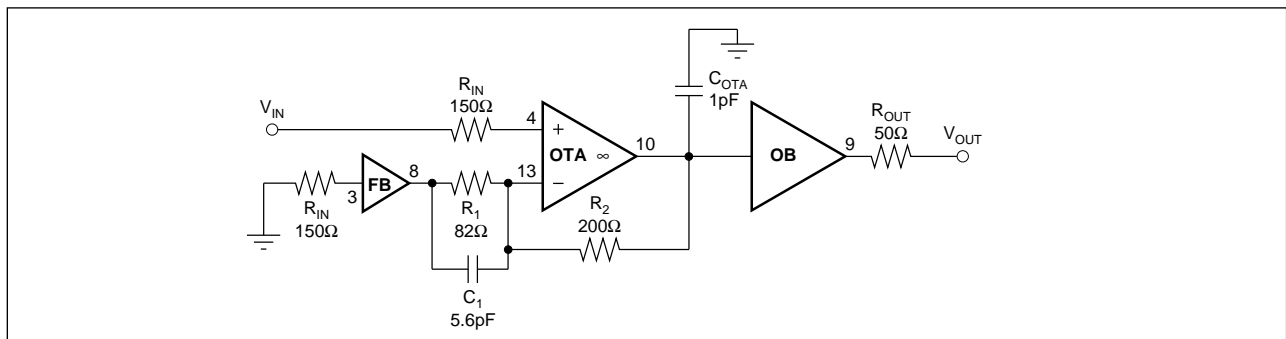 C_OTA
1pF
R_IN
150Ω
V_IN
4
+
OTA ∞
10
OB
9
R_OUT
50Ω
V_OUT
R_IN
150Ω
3
FB
8
R_1
82Ω
13
−
R_2
200Ω
C_1
5.6pF